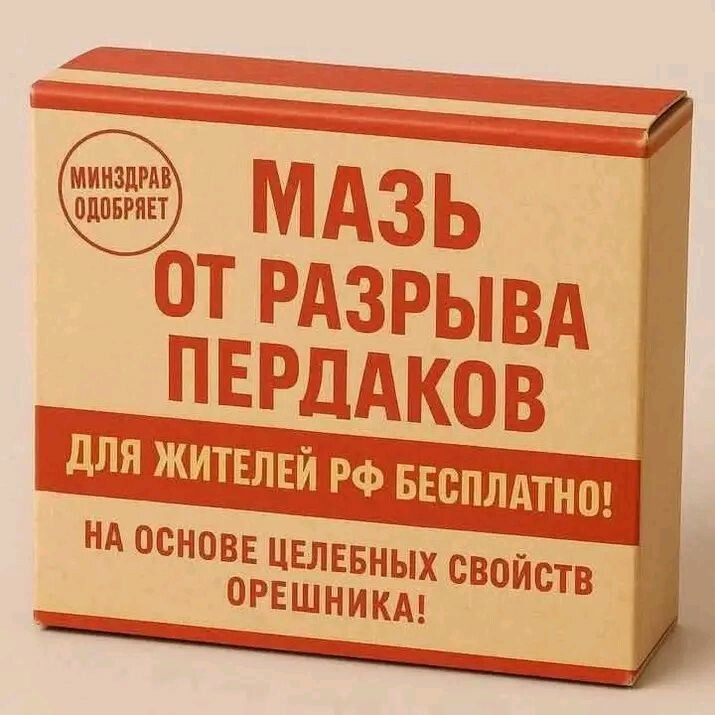 МИНЗДРАВ
ОДОБРЯЕТ
МАЗЬ
ОТ РАЗРЫВА
ПЕРДАКОВ
ДЛЯ ЖИТЕЛЕЙ РФ БЕСПЛАТНО!
НА ОСНОВЕ ЦЕЛЕБНЫХ СВОЙСТВ
ОРЕШНИКА!